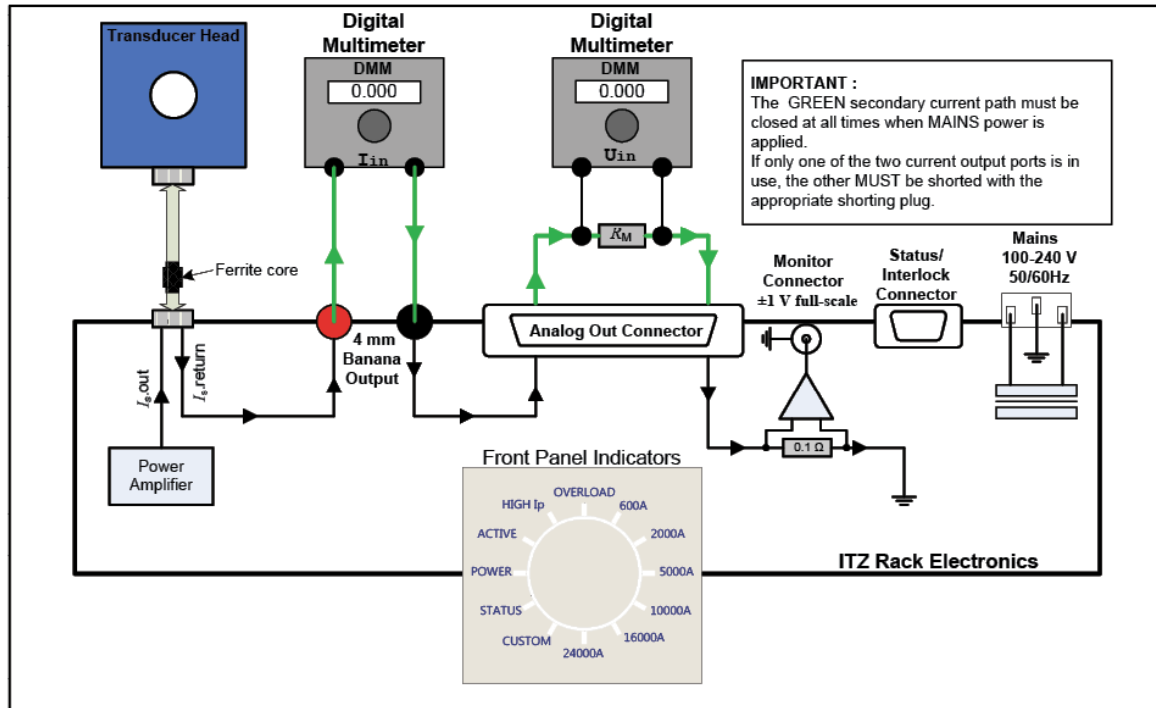 Transducer Head
Digital
Multimeter
DMM
0.000
Iin
Digital
Multimeter
DMM
0.000
Uin
IMPORTANT :
The GREEN secondary current path must be
closed at all times when MAINS power is
applied.
If only one of the two current output ports is in
use, the other MUST be shorted with the
appropriate shorting plug.
RM
Ferrite core
Monitor
Connector
±1 V full-scale
Status/
Interlock
Connector
Mains
100-240 V
50/60Hz
Is.out
Is.return
4 mm
Banana
Output
Analog Out Connector
Power
Amplifier
0.1 Ω
Front Panel Indicators
OVERLOAD
HIGH Ip
600A
ACTIVE
2000A
POWER
5000A
STATUS
10000A
CUSTOM
16000A
24000A
ITZ Rack Electronics